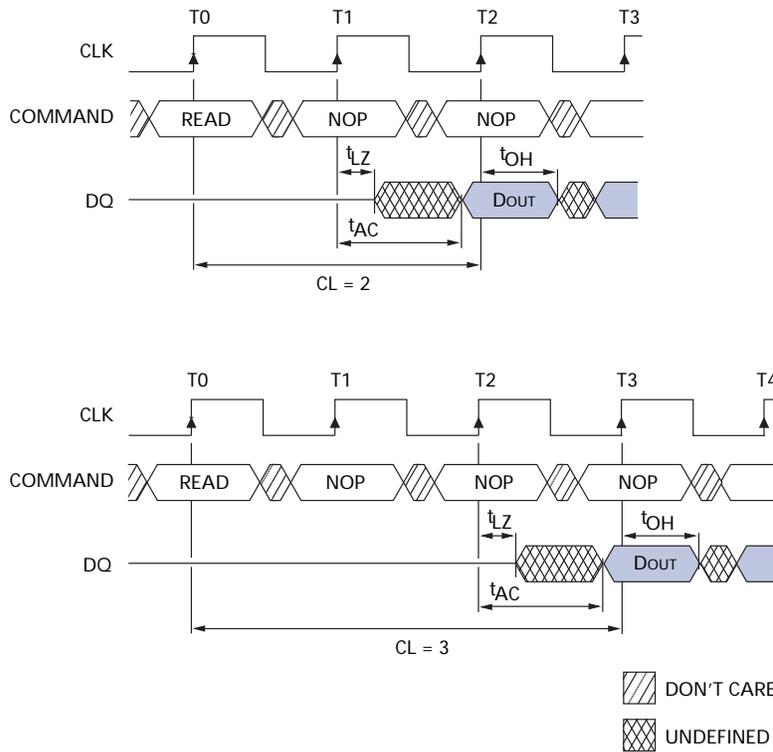 T0 T1 T2 T3
CLK
COMMAND READ NOP NOP
tLZ tOH
DQ DOUT
tAC
CL = 2
T0 T1 T2 T3 T4
CLK
COMMAND READ NOP NOP NOP
tLZ tOH
DQ DOUT
tAC
CL = 3
DON'T CARE
UNDEFINED